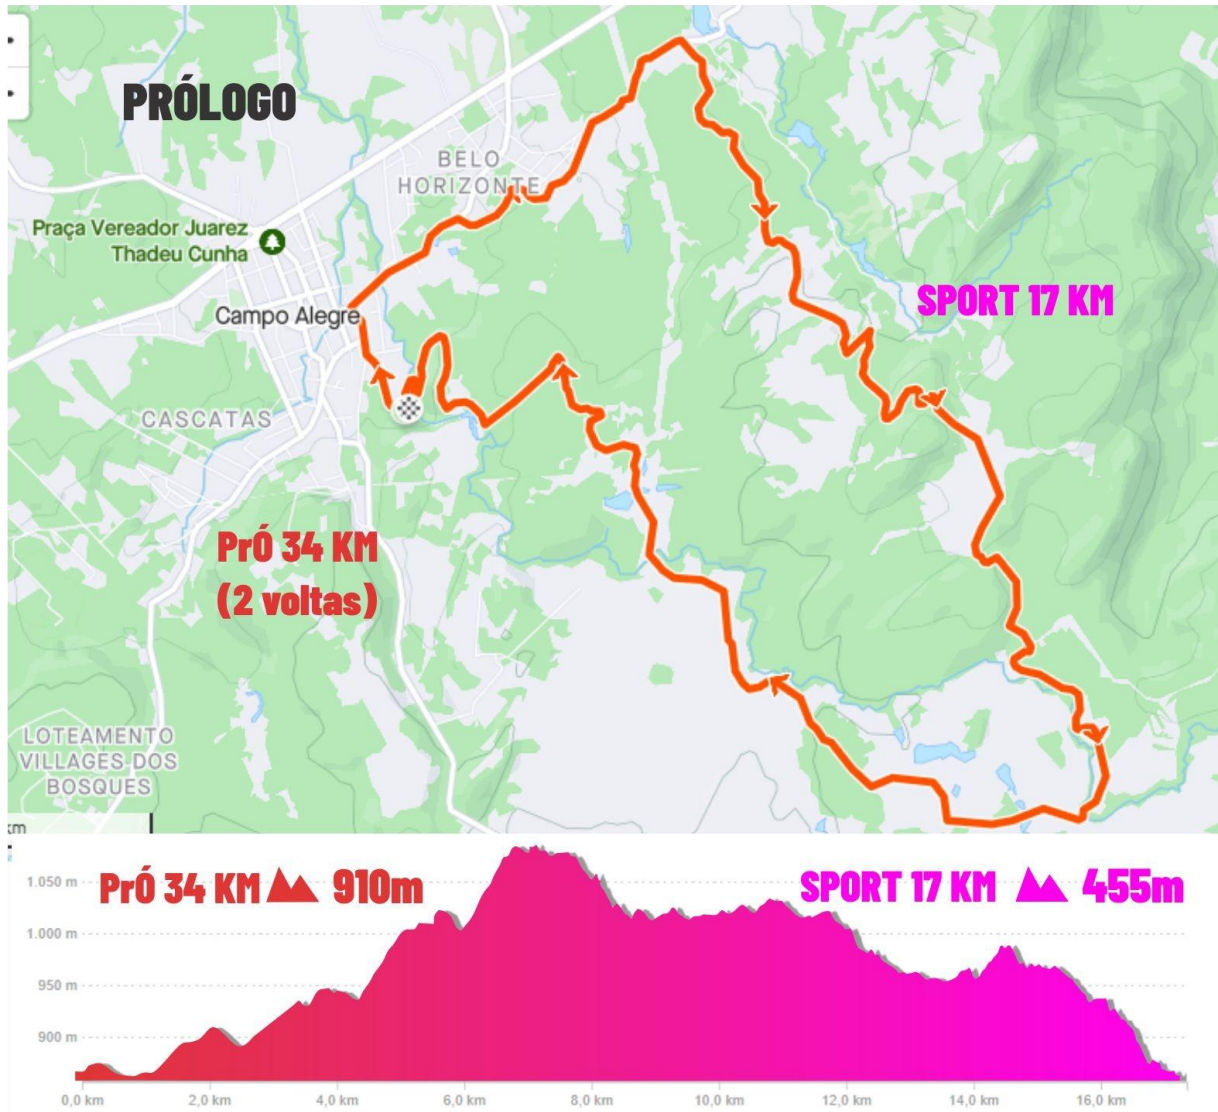 PRÓLOGO
BELO
HORIZONTE
Praça Vereador Juarez
Thadeu Cunha
Campo Alegre
SPORT 17 KM
CASCATAS
PrÓ 34 KM
(2 voltas)
LOTEAMENTO
VILLAGES DOS
BOSQUES
km
PrÓ 34 KM 910m
SPORT 17 KM 455m
1.050 m
1.000 m
950 m
900 m
0,0 km 2,0 km 4,0 km 6,0 km 8,0 km 10,0 km 12,0 km 14,0 km 16,0 km